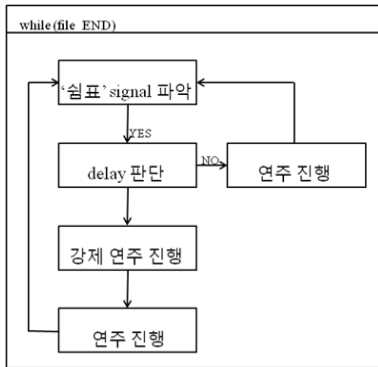 while(file END)
‘쉼표’ signal 파악
YES
delay 판단
NO
연주 진행
강제 연주 진행
연주 진행